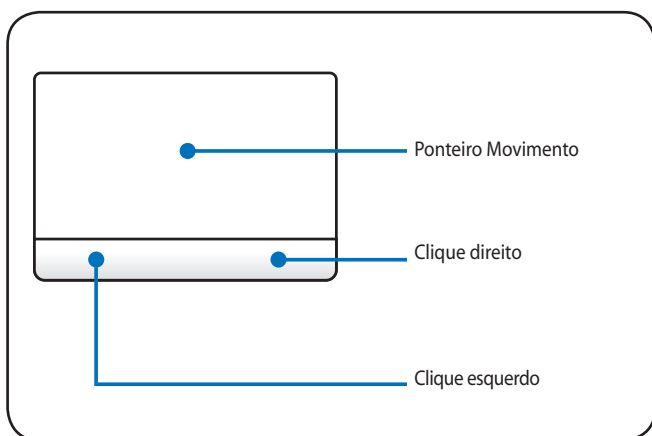 Ponteiro Movimento
Clique direito
Clique esquerdo